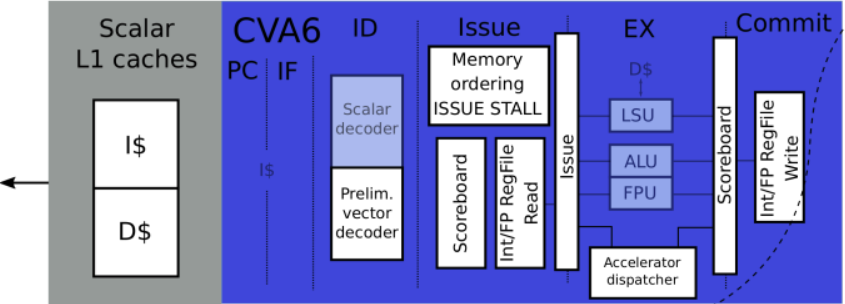 Scalar
L1 caches
I$
D$
CVA6
PC
IF
I$
ID
Scalar
decoder
Prelim.
vector
decoder
Issue
Memory
ordering
ISSUE STALL
Scoreboard
Int/FP RegFile
Read
Issue
EX
D$
LSU
ALU
FPU
Accelerator
dispatcher
Scoreboard
Commit
Int/FP RegFile
Write